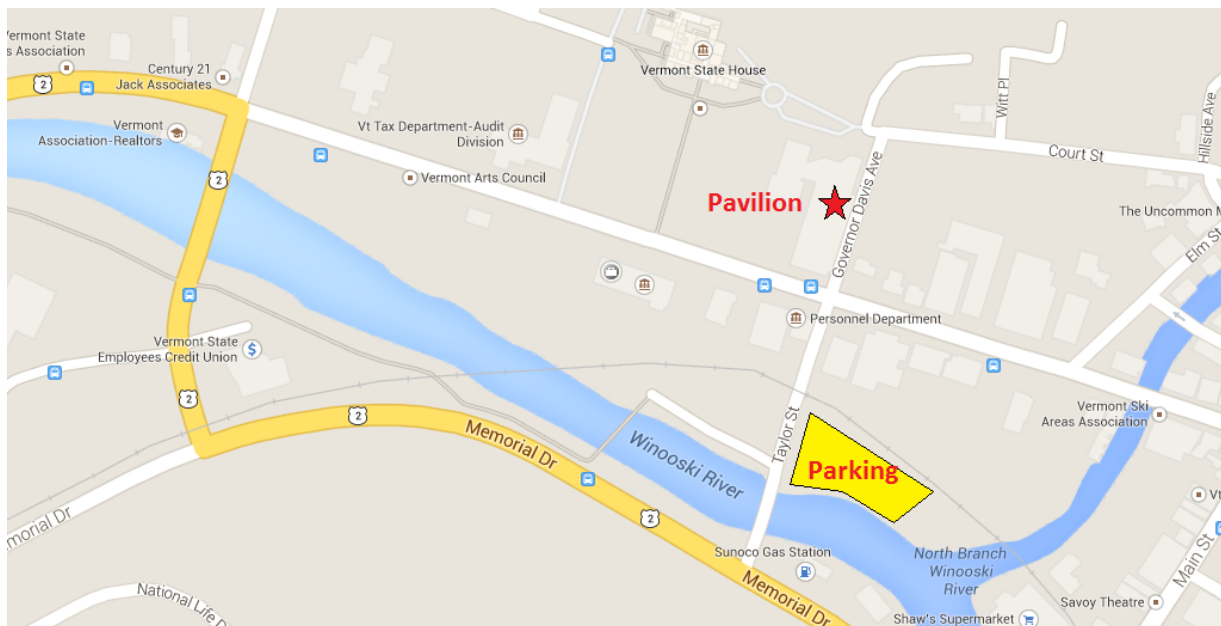 Vermont State
s Association
2
Century 21
Jack Associates
Vermont
Association-Realtors
2
Vt Tax Department-Audit
Division
Vermont Arts Council
Vermont State House
Witt Pl
Hillside Ave
Court St
Pavilion
Governor Davis Ave
The Uncommon M
Elm St
Personnel Department
Vermont State
Employees Credit Union
$
2
2
Memorial Dr
Winooski River
Taylor St
Parking
Vermont Ski
Areas Association
emorial Dr
2
Sunoco Gas Station
North Branch
Winooski
River
Vt
Main St
Memorial Dr
National Life D
Savoy Theatre
Shaw's Supermarket